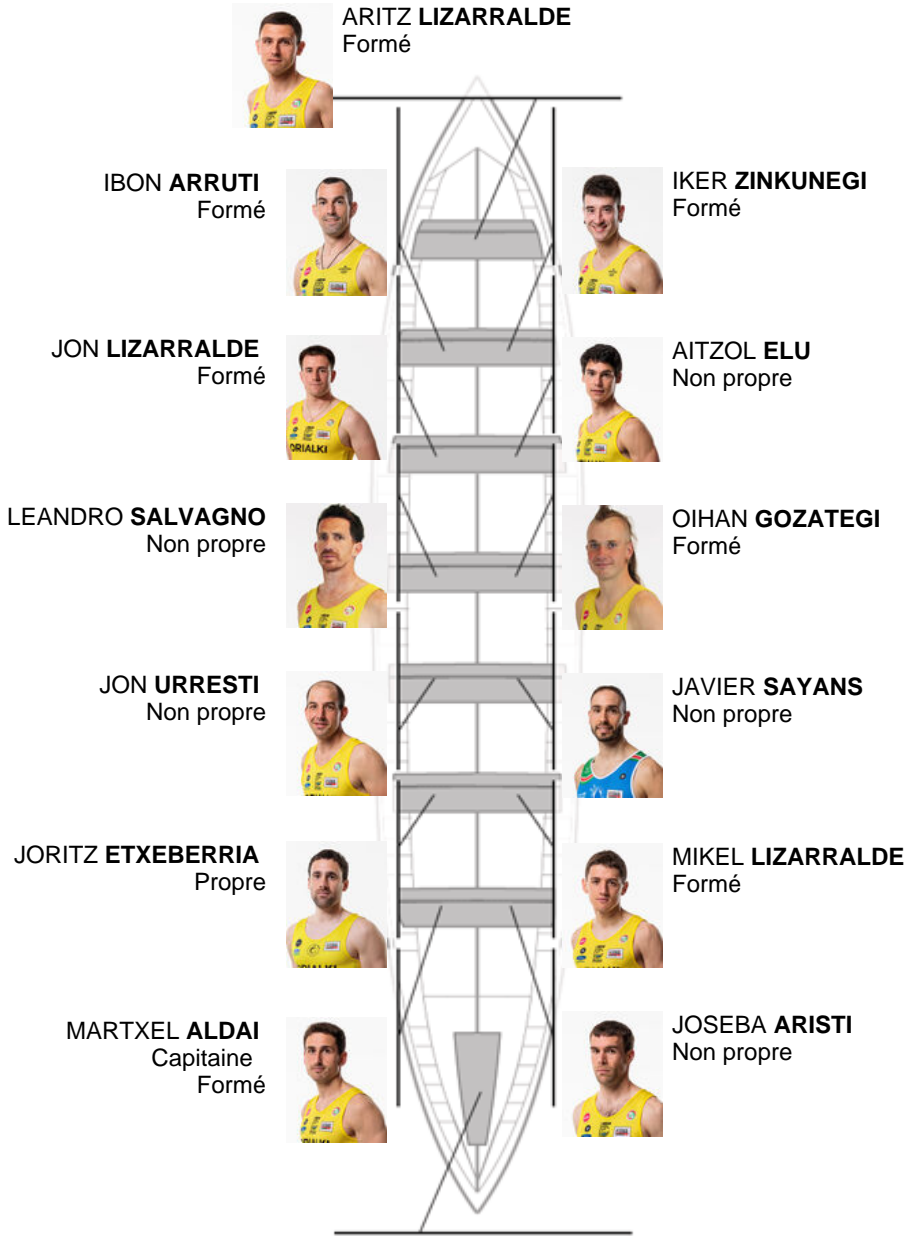 ARITZ LIZARRALDE
Formé
IBON ARRUTI
Formé
IKER ZINKUNEGI
Formé
JON LIZARRALDE
Formé
AITZOL ELU
Non propre
LEANDRO SALVAGNO
Non propre
OIHAN GOZATEGI
Formé
JON URRESTI
Non propre
JAVIER SAYANS
Non propre
JORITZ ETXEBERRIA
Propre
MIKEL LIZARRALDE
Formé
MARTXEL ALDAI
Capitaine
Formé
JOSEBA ARISTI
Non propre